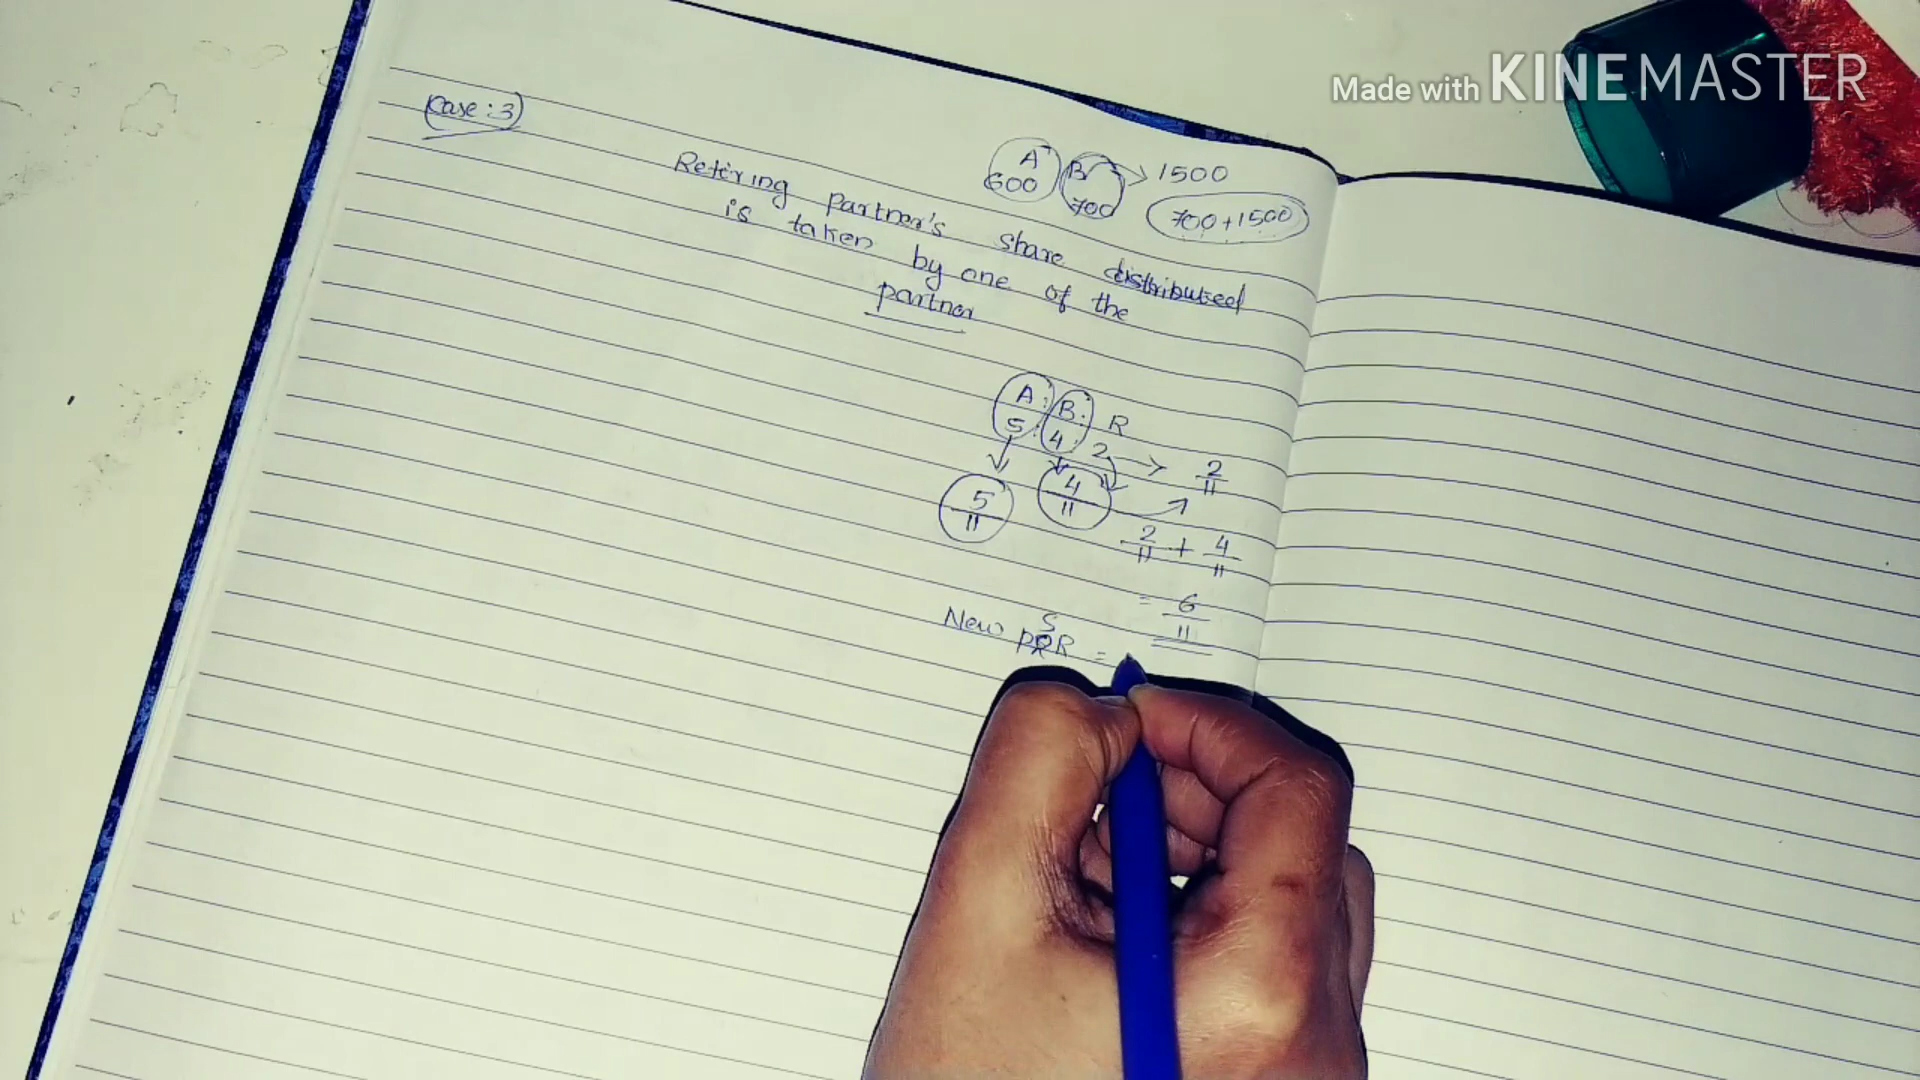 Made with KINEMASTER
Case:3
A B → 1500
600 700 700+1500
Retiring partner's share distributed
is taken by one of the
partner
A: B: R
5: 4: 2 → 2/11
5/11 4/11
2/11 + 4/11
= 6/11
New PSR =